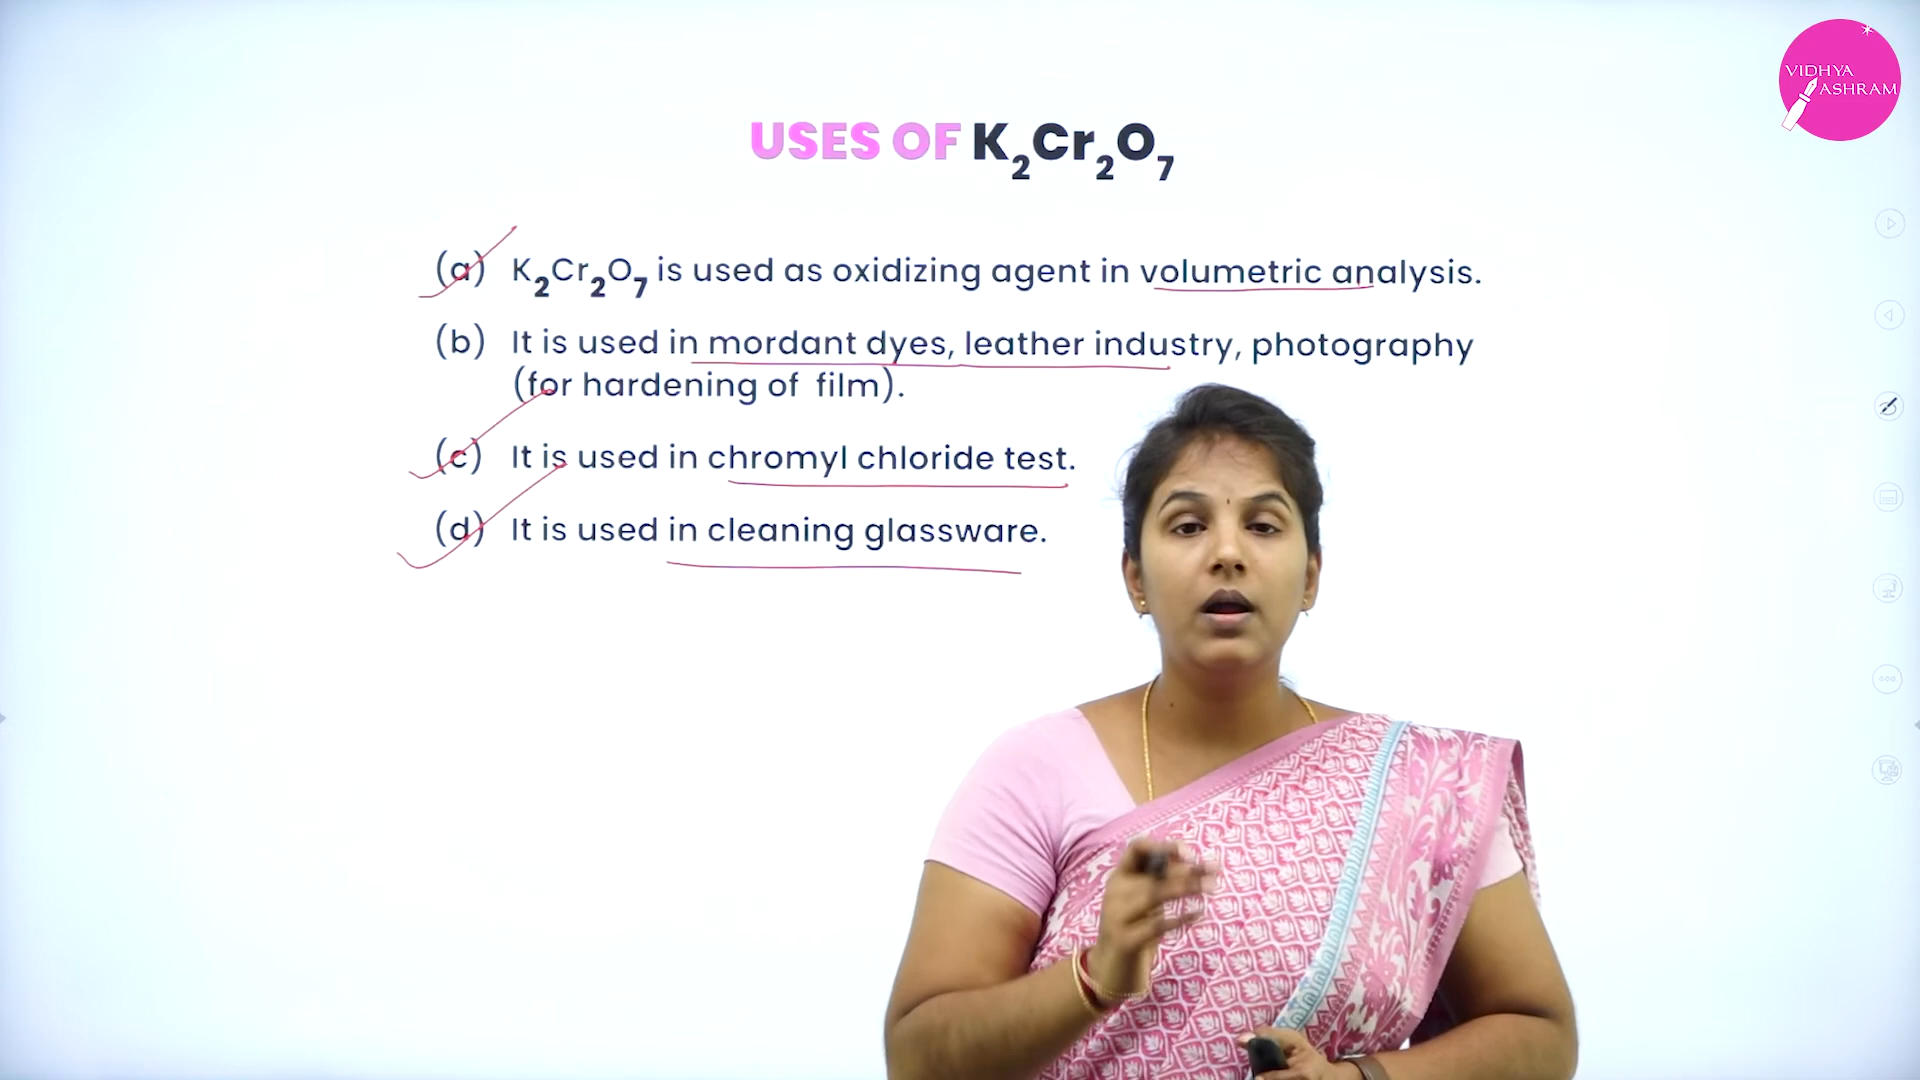 VIDHYA
ASHRAM
USES OF K₂Cr₂O₇
(a) K₂Cr₂O₇ is used as oxidizing agent in volumetric analysis.
(b) It is used in mordant dyes, leather industry, photography
(for hardening of film).
(c) It is used in chromyl chloride test.
(d) It is used in cleaning glassware.